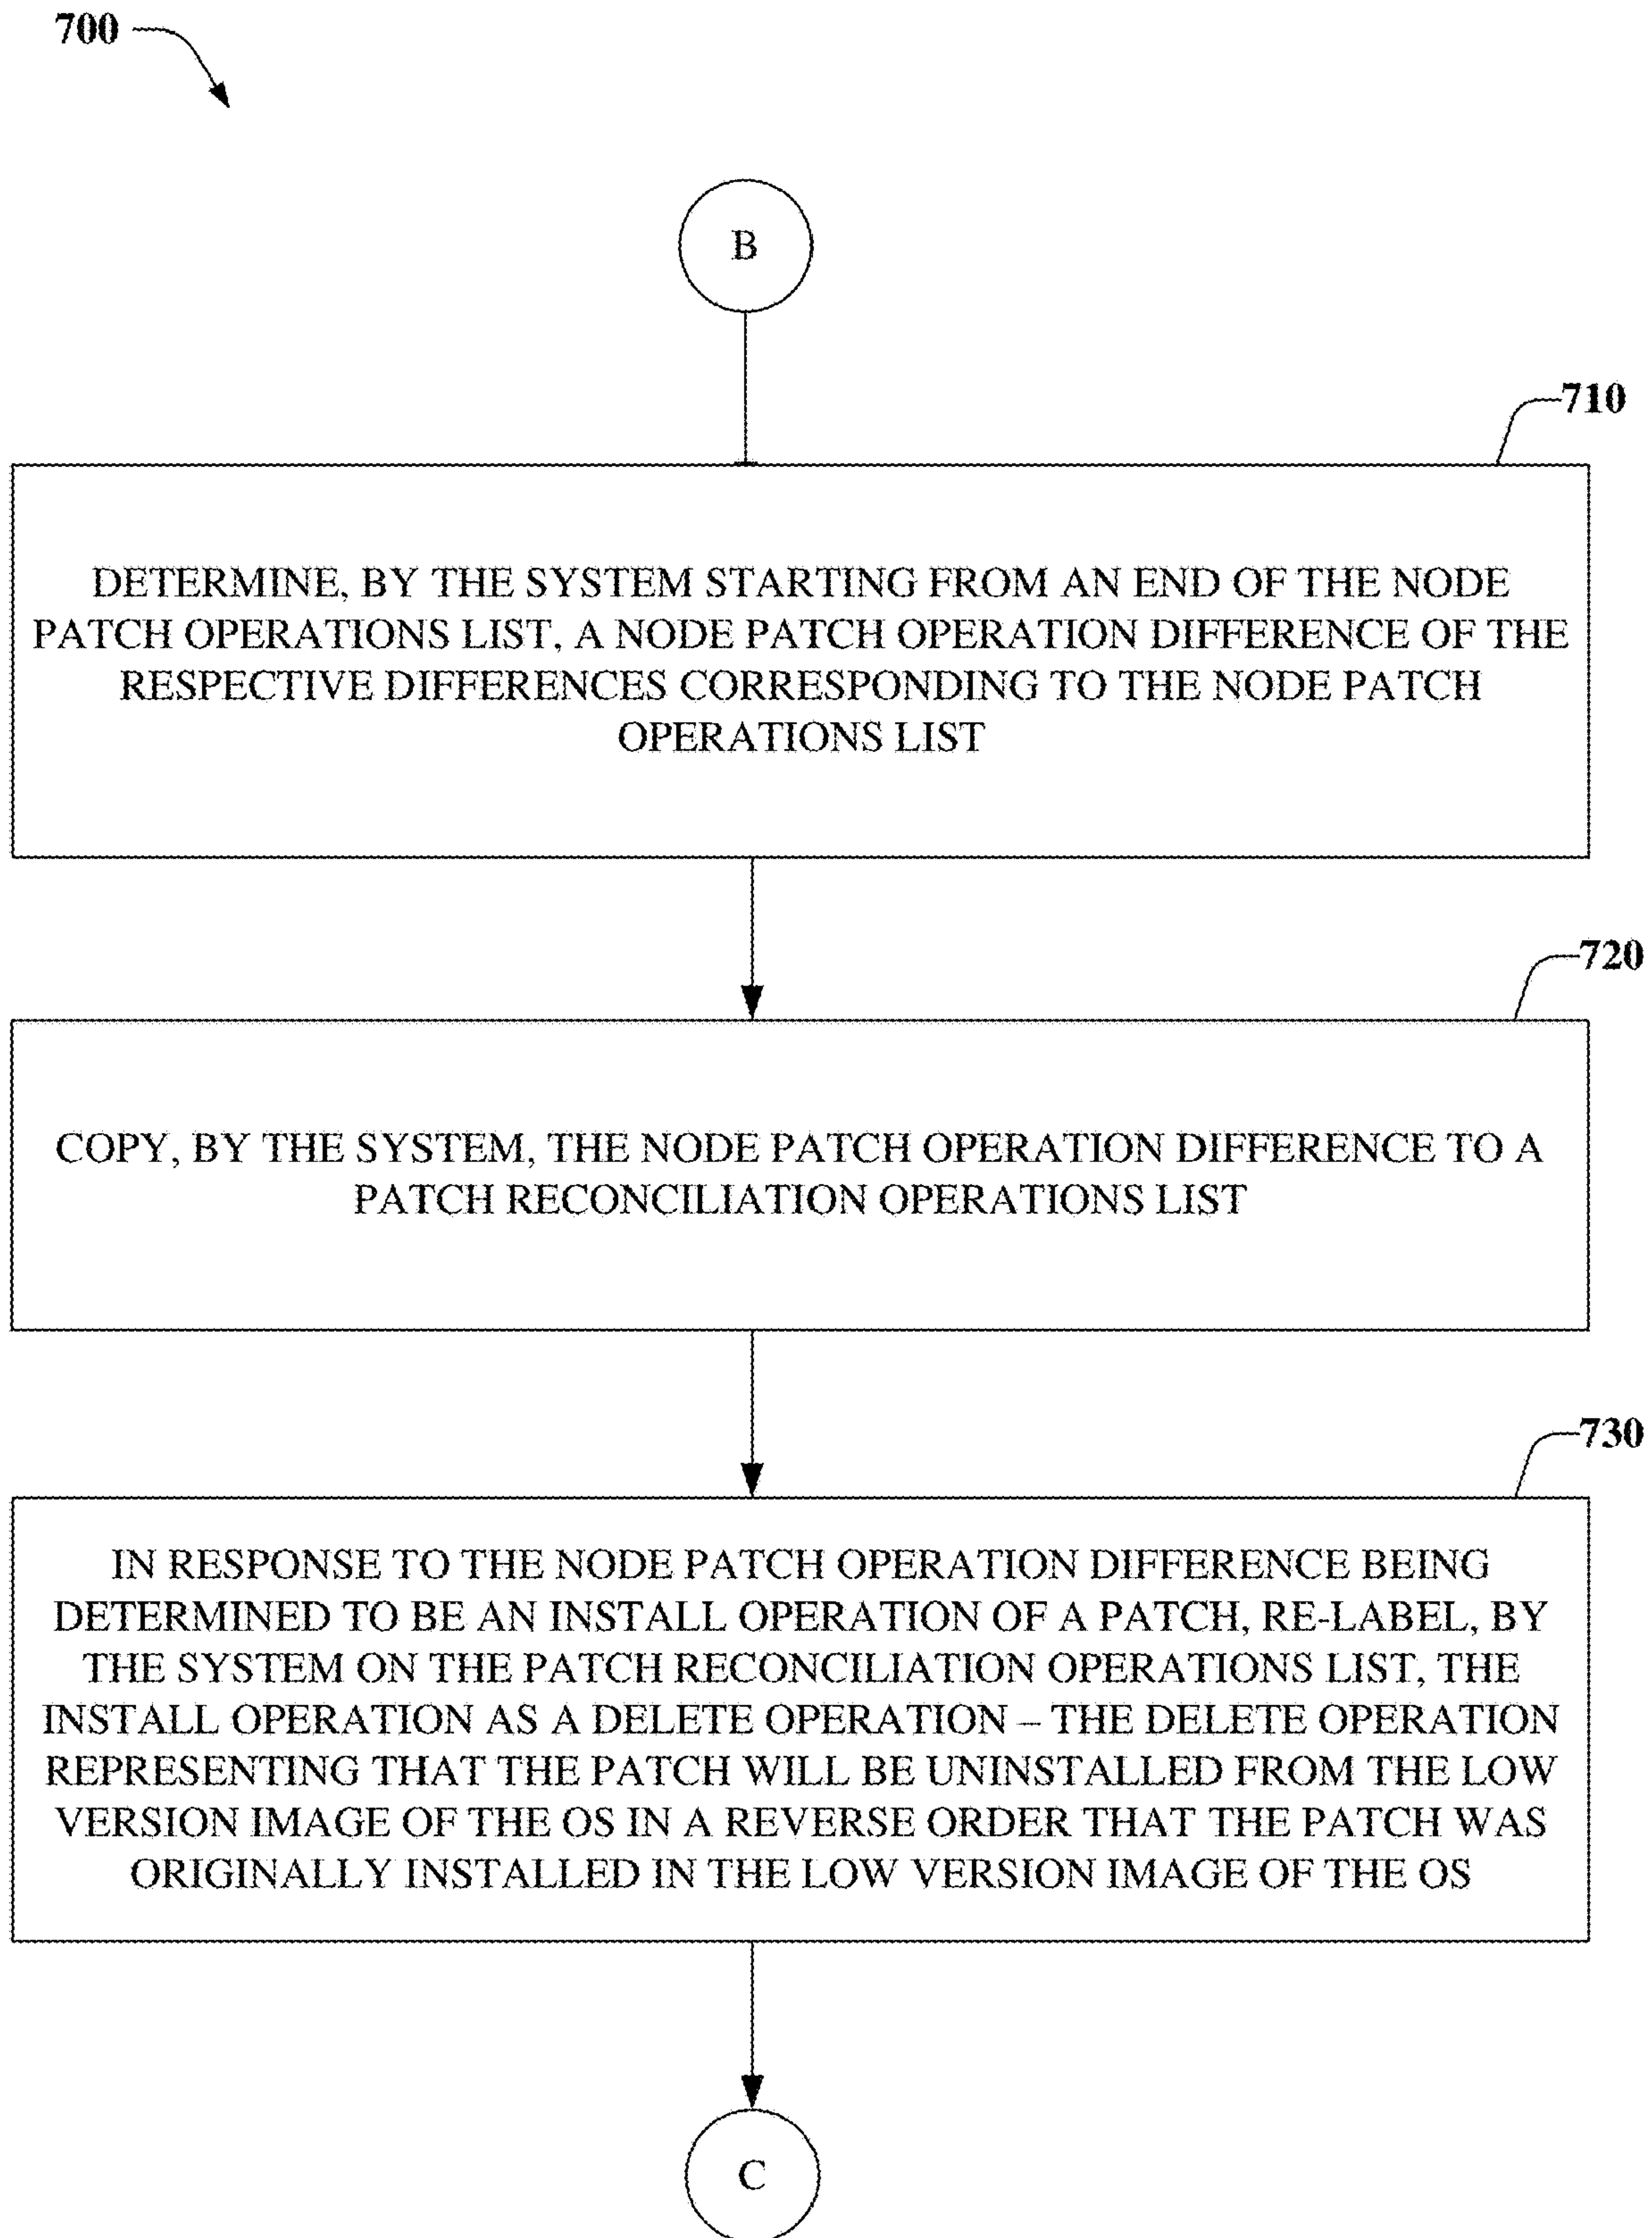 700
B
710
DETERMINE, BY THE SYSTEM STARTING FROM AN END OF THE NODE
PATCH OPERATIONS LIST, A NODE PATCH OPERATION DIFFERENCE OF THE
RESPECTIVE DIFFERENCES CORRESPONDING TO THE NODE PATCH
OPERATIONS LIST
720
COPY, BY THE SYSTEM, THE NODE PATCH OPERATION DIFFERENCE TO A
PATCH RECONCILIATION OPERATIONS LIST
730
IN RESPONSE TO THE NODE PATCH OPERATION DIFFERENCE BEING
DETERMINED TO BE AN INSTALL OPERATION OF A PATCH, RE-LABEL, BY
THE SYSTEM ON THE PATCH RECONCILIATION OPERATIONS LIST, THE
INSTALL OPERATION AS A DELETE OPERATION – THE DELETE OPERATION
REPRESENTING THAT THE PATCH WILL BE UNINSTALLED FROM THE LOW
VERSION IMAGE OF THE OS IN A REVERSE ORDER THAT THE PATCH WAS
ORIGINALLY INSTALLED IN THE LOW VERSION IMAGE OF THE OS
C